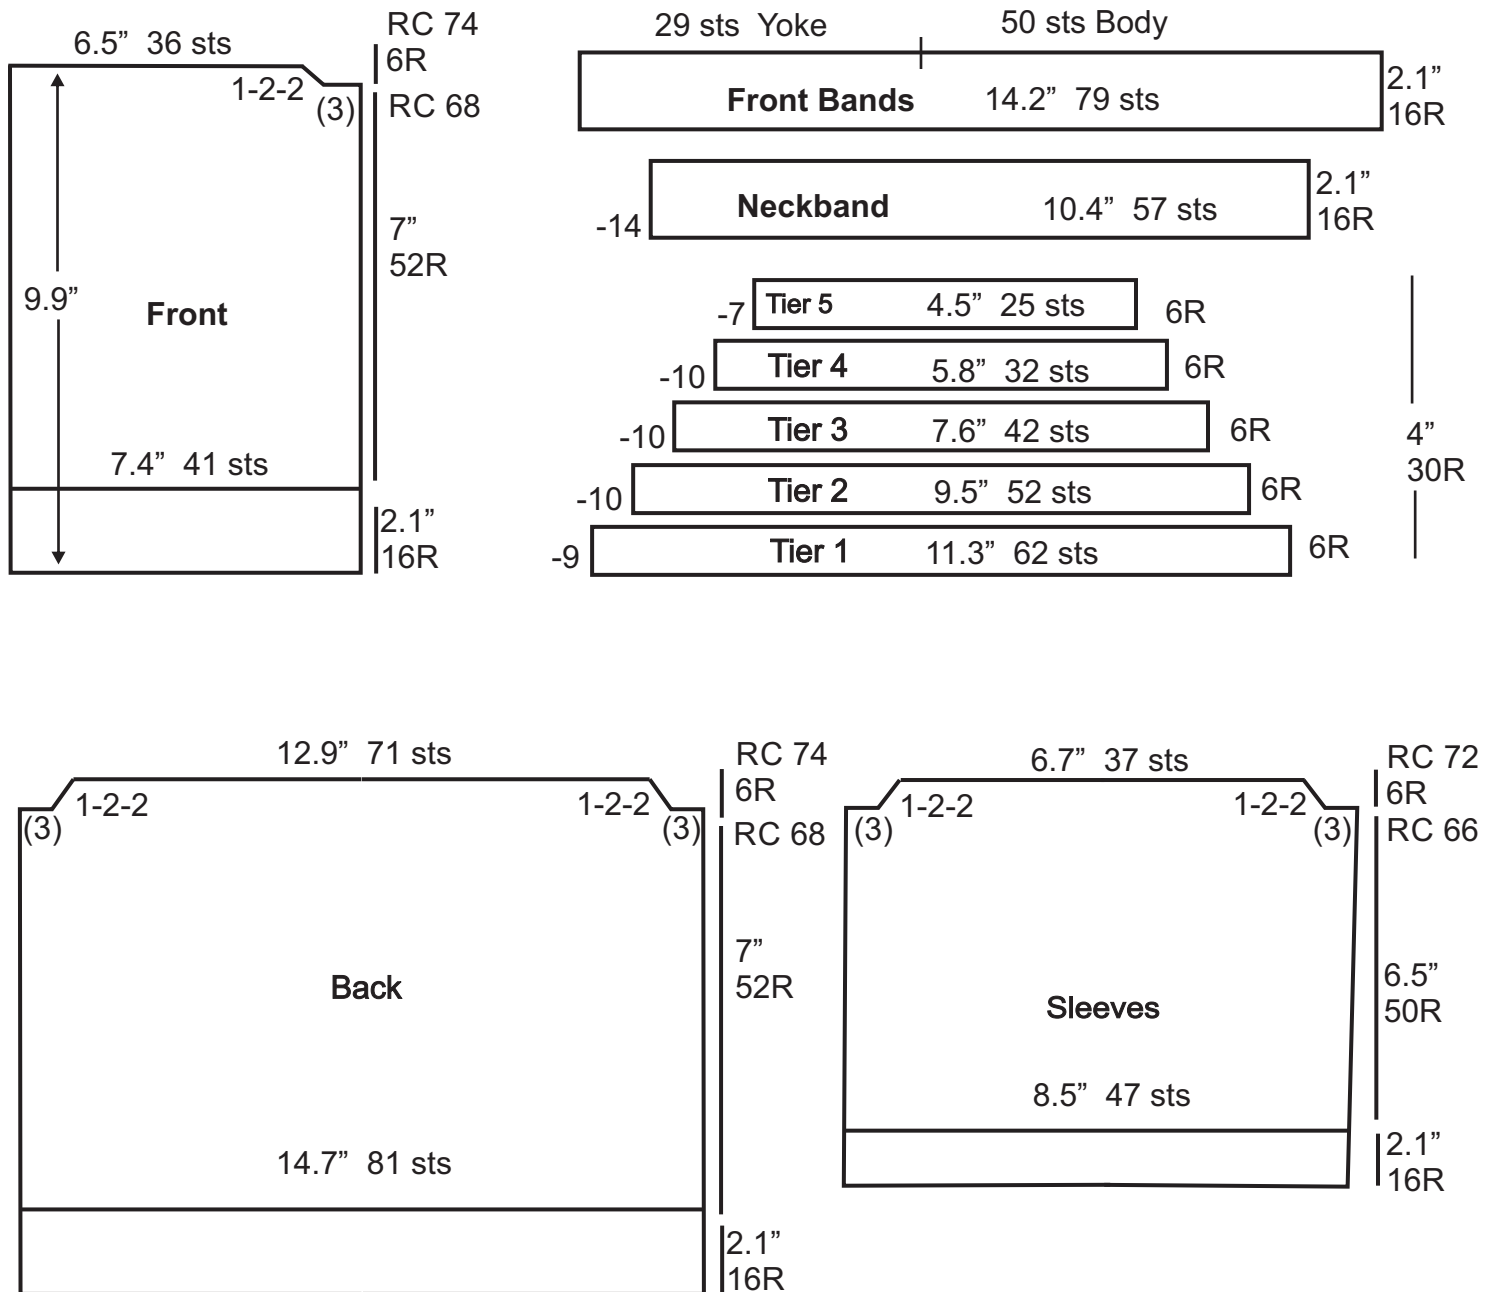 6.5” 36 sts
RC 74
6R
1-2-2
(3)
RC 68
9.9”
Front
7”
52R
7.4” 41 sts
2.1”
16R
29 sts Yoke
50 sts Body
Front Bands 14.2” 79 sts
2.1”
16R
Neckband 10.4” 57 sts
-14
2.1”
16R
-7 Tier 5 4.5” 25 sts 6R
-10 Tier 4 5.8” 32 sts 6R
-10 Tier 3 7.6” 42 sts 6R
-10 Tier 2 9.5” 52 sts 6R
-9 Tier 1 11.3” 62 sts 6R
4”
30R
12.9” 71 sts
RC 74
6R
1-2-2 1-2-2
(3) (3)
RC 68
7”
52R
Back
14.7” 81 sts
2.1”
16R
6.7” 37 sts
RC 72
6R
1-2-2 1-2-2
(3) (3)
RC 66
6.5”
50R
Sleeves
8.5” 47 sts
2.1”
16R